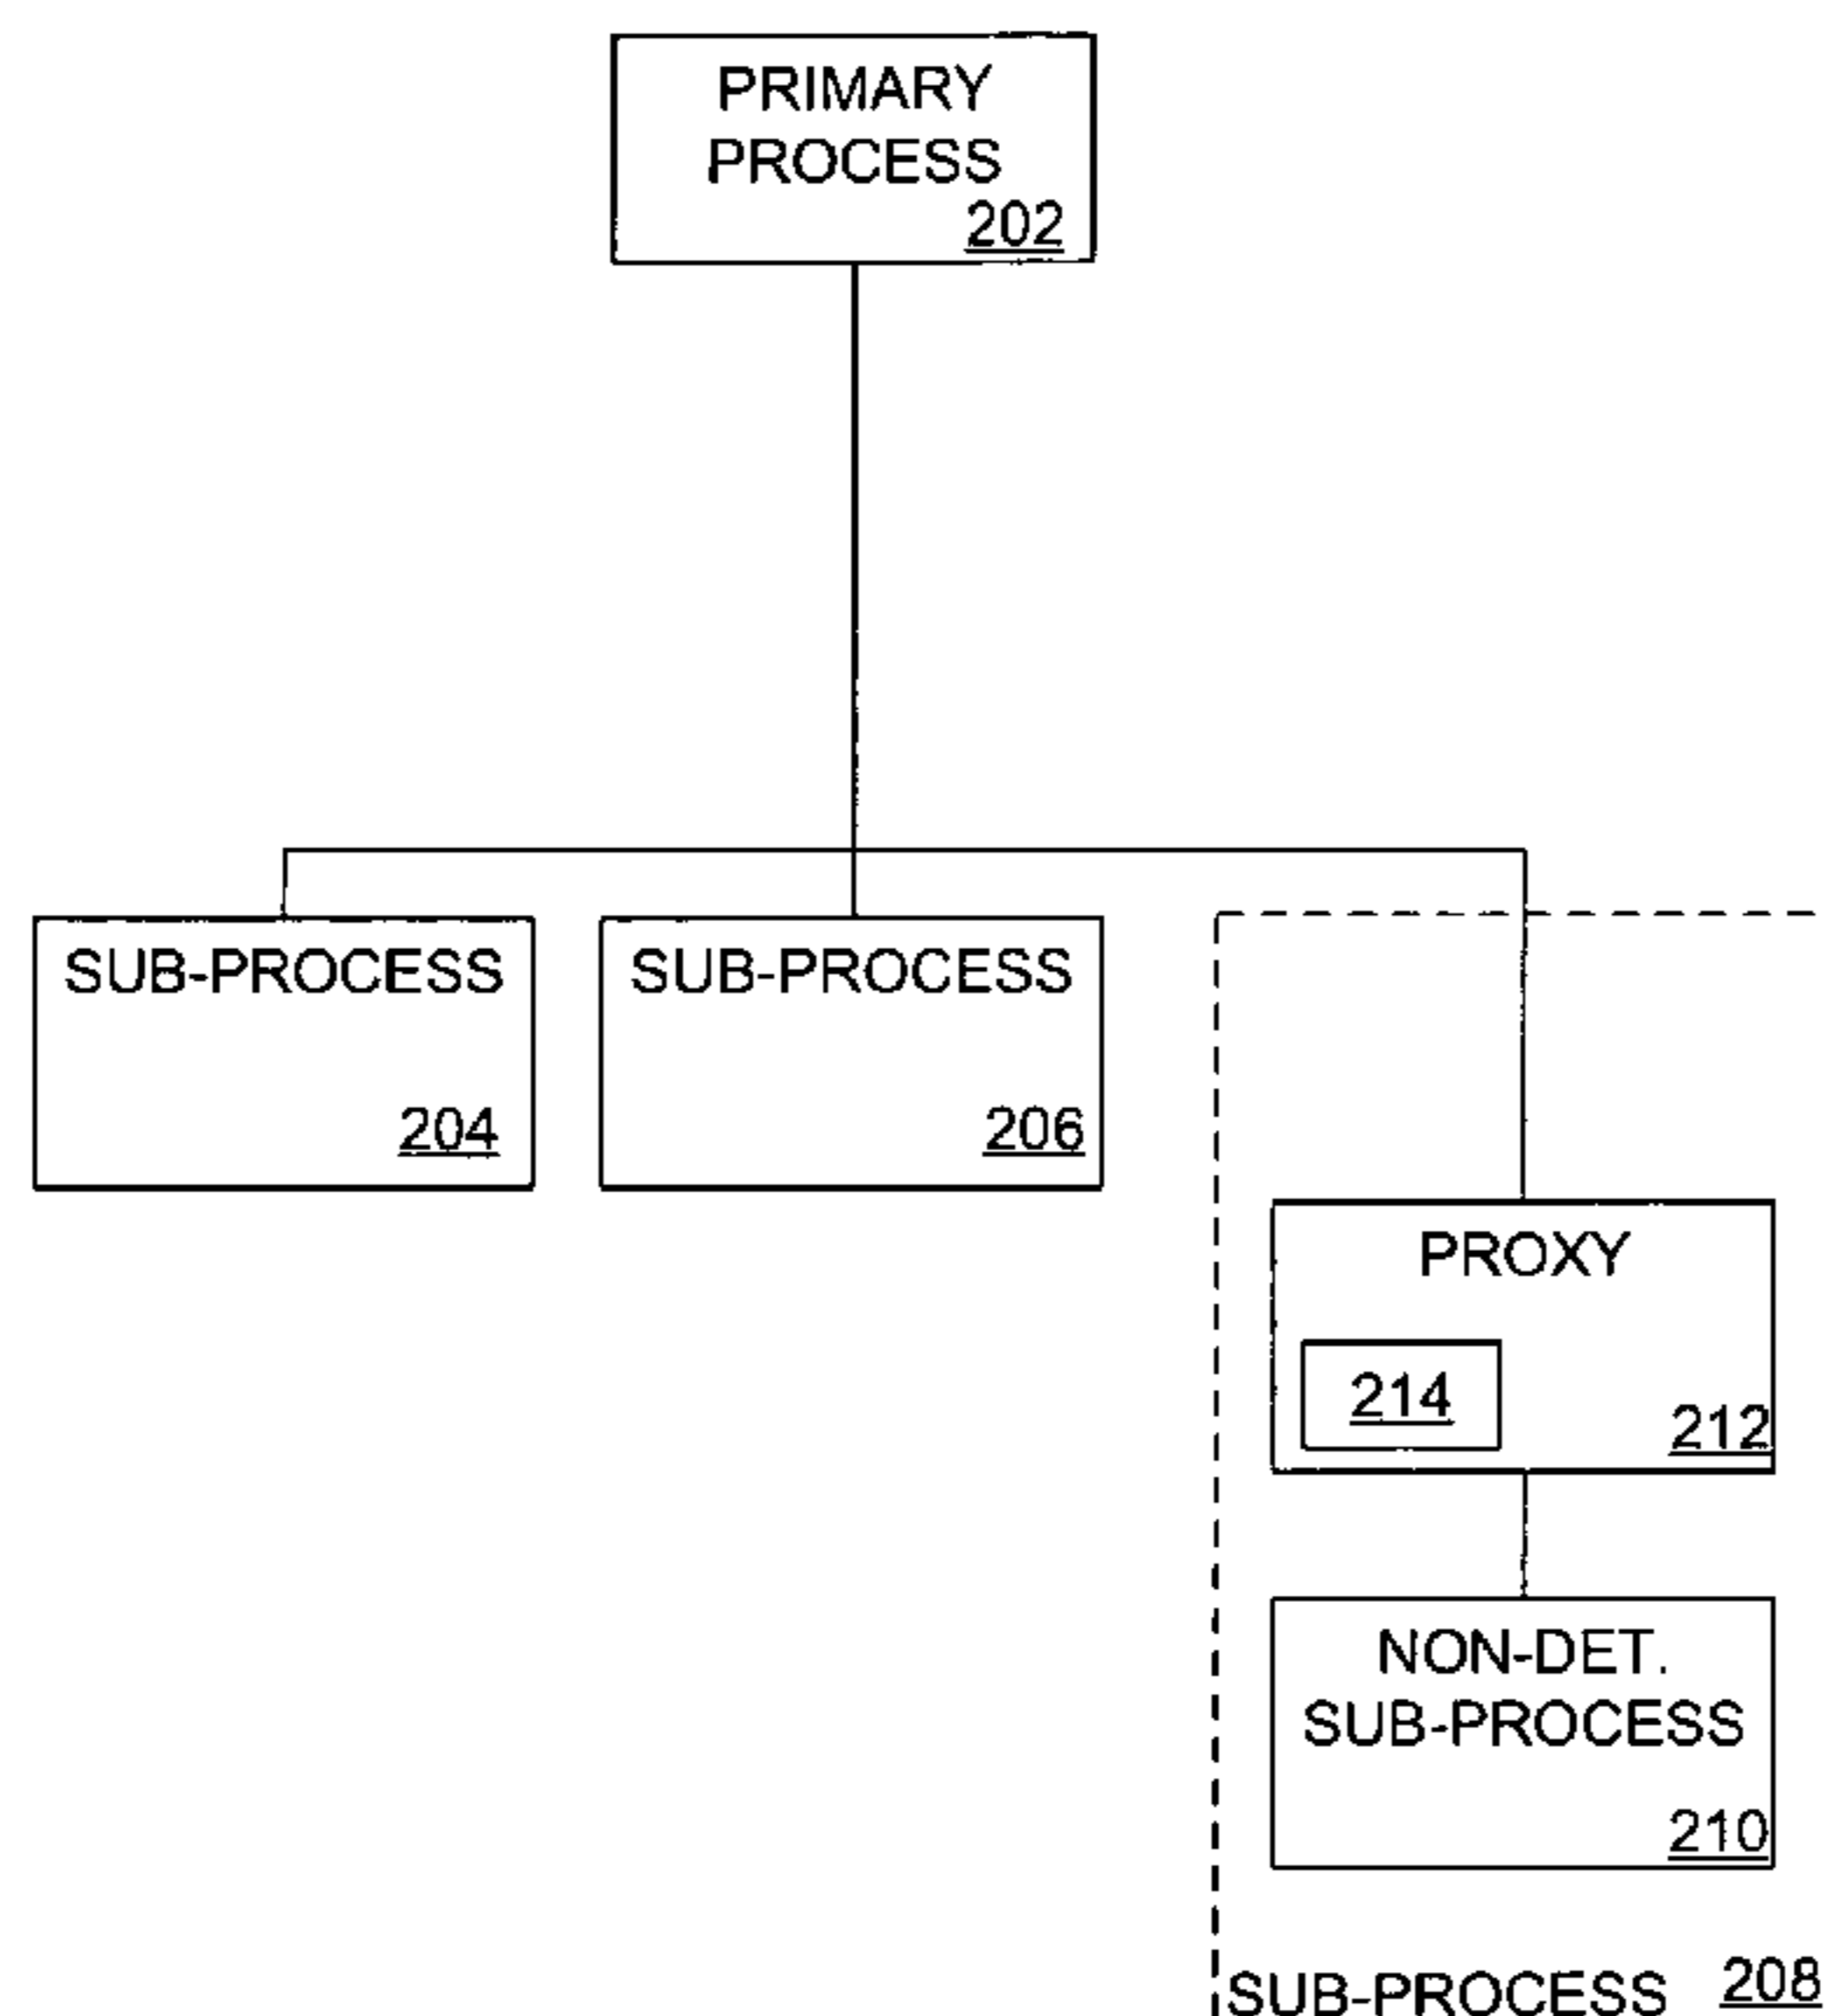 PRIMARY
PROCESS
202
SUB-PROCESS
204
SUB-PROCESS
206
PROXY
214
212
NON-DET.
SUB-PROCESS
210
SUB-PROCESS 208